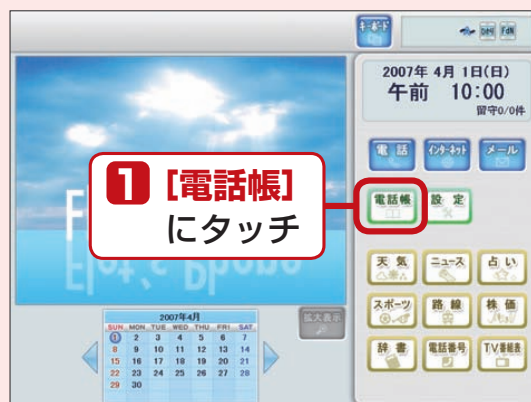 キーボード
2007年 4月 1日(日)
午前 10:00
留守0/0件
電話 インターネット メール
電話帳 設定
1 [電話帳]
にタッチ
天気 ニュース 占い
スポーツ 路線 株価
辞書 電話番号 TV番組表
拡大表示
2007年4月
SUN MON TUE WED THU FRI SAT
1 2 3 4 5 6 7
8 9 10 11 12 13 14
15 16 17 18 19 20 21
22 23 24 25 26 27 28
29 30